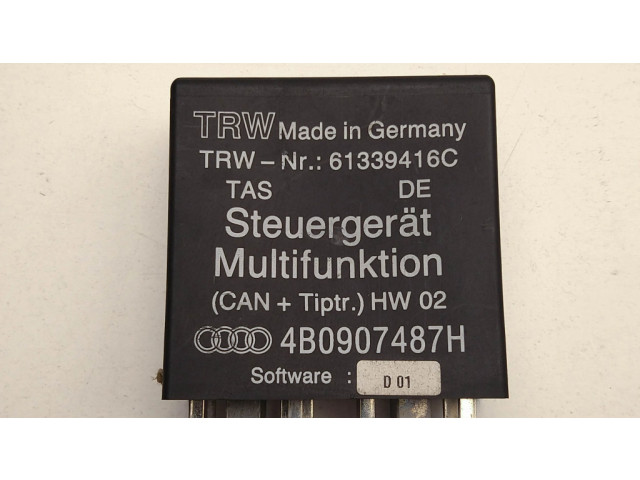 TRW Made in Germany
TRW – Nr.: 61339416C
TAS DE
Steuergerät
Multifunktion
(CAN + Tiptr.) HW 02
4B0907487H
Software : D 01